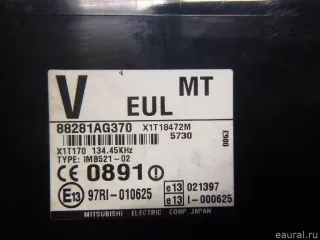 V EUL MT
88281AG370 X1T16472M
5730
0063
X1T170 134.45KHz
TYPE: IMB521-02
CE 0891
E13 97RI-010625
e13 021397
e13 I-000625
MITSUBISHI ELECTRIC CORP. JAPAN
eaural.ru